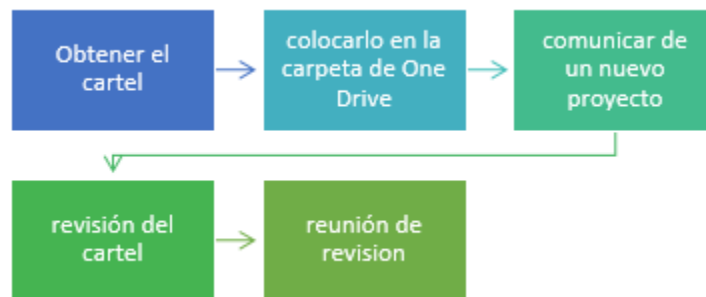 Obtener el
cartel
colocarlo en la
carpeta de One
Drive
comunicar de
un nuevo
proyecto
revisión del
cartel
reunión de
revision